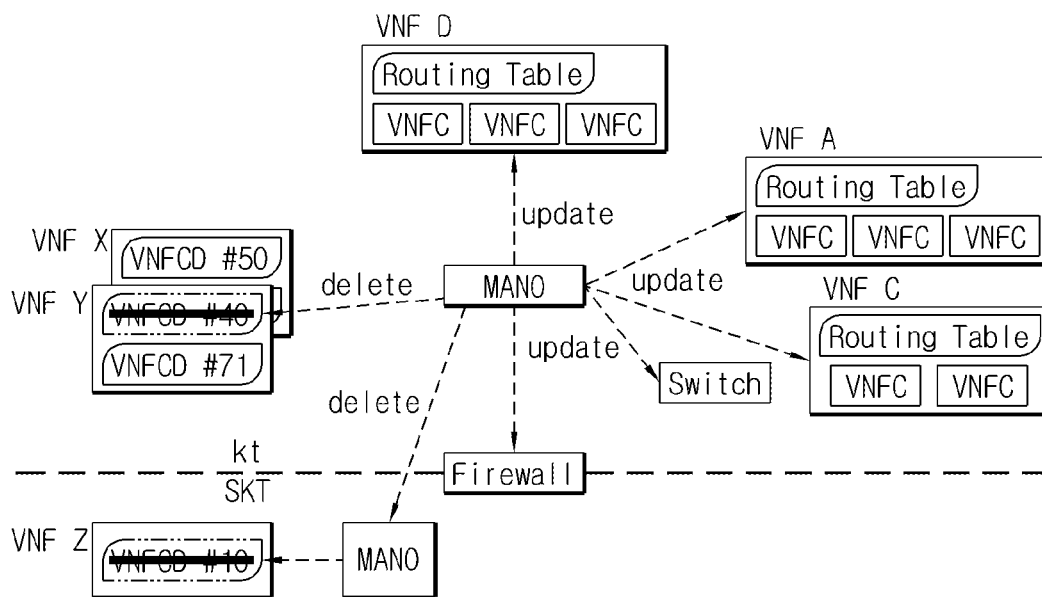 VNF D
Routing Table
VNFC VNFC VNFC
VNF A
Routing Table
VNFC VNFC VNFC
update
VNF X
VNFCD #50
VNF Y
VNFCD #40
VNFCD #71
delete
MANO
update
VNF C
Routing Table
VNFC VNFC
update
Switch
delete
kt
Firewall
SKT
VNF Z
VNFCD #10
MANO